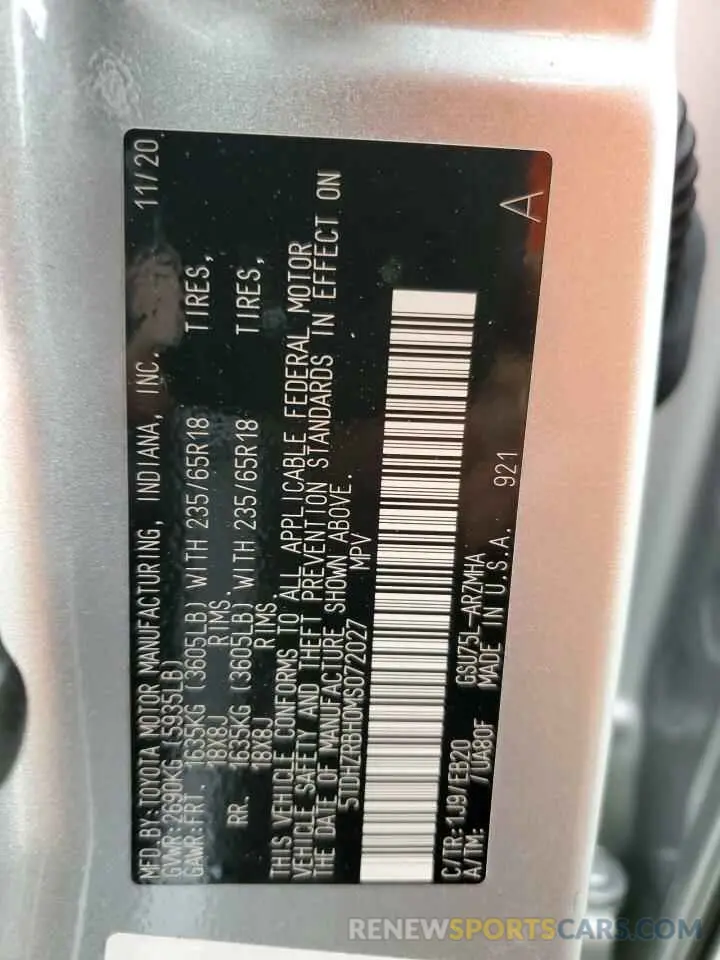 MFD. BY: TOYOTA MOTOR MANUFACTURING, INDIANA, INC. 11/20
GVWR: 2690KG (5935LB)
GAWR: FRT. 1635KG (3605LB) WITH 235/65R18 TIRES,
18X8J RIMS.
RR. 1635KG (3605LB) WITH 235/65R18 TIRES,
18X8J RIMS.
THIS VEHICLE CONFORMS TO ALL APPLICABLE FEDERAL MOTOR
VEHICLE SAFETY AND THEFT PREVENTION STANDARDS IN EFFECT ON
THE DATE OF MANUFACTURE SHOWN ABOVE.
5TDHZRBH0MS072027 MPV
C/TR: 1J9/EB20 GSU75L-ARZMHA
A/TM: /UA80F MADE IN U.S.A. 921
A
RENEWSPORTSCARS.COM